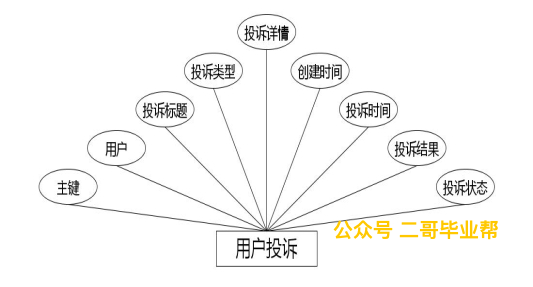 投诉详情
投诉类型
创建时间
投诉标题
投诉时间
用户
投诉结果
主键
投诉状态
公众号 二哥毕业帮
用户投诉